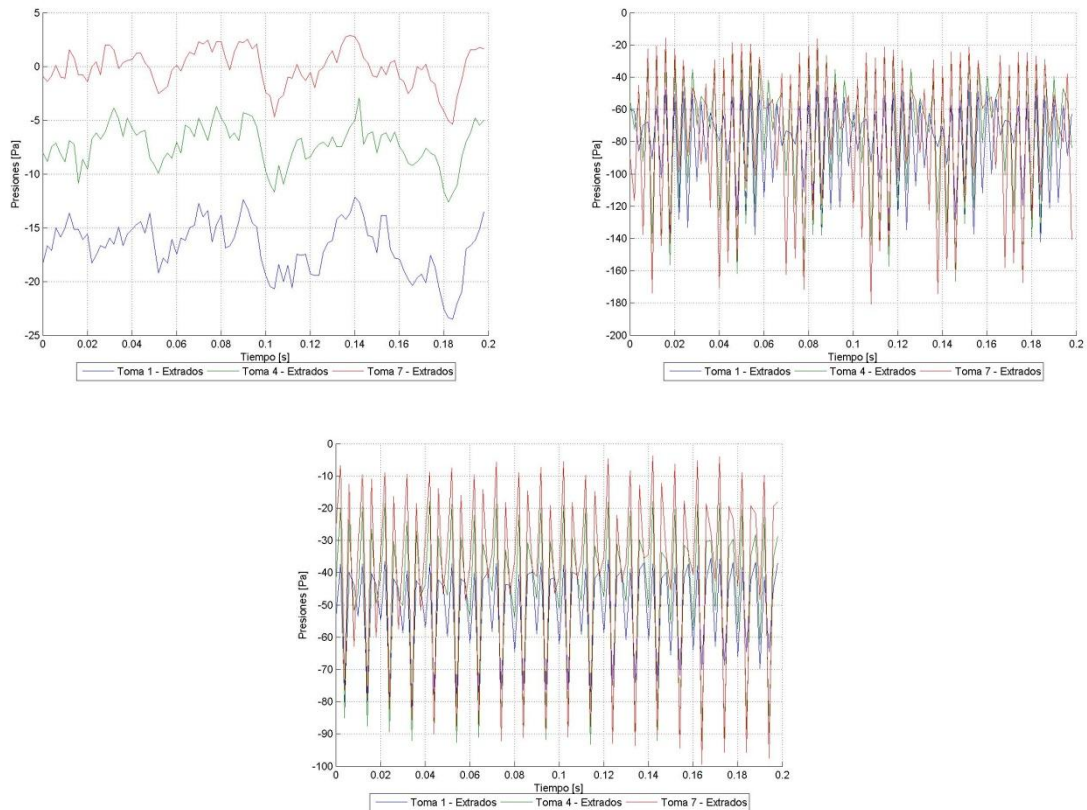 5
0
-5
-10
-15
-20
-25
Presiones [Pa]
0 0.02 0.04 0.06 0.08 0.1 0.12 0.14 0.16 0.18 0.2
Tiempo [s]
Toma 1 - Extrados Toma 4 - Extrados Toma 7 - Extrados
0
-20
-40
-60
-80
-100
-120
-140
-160
-180
-200
Presiones [Pa]
0 0.02 0.04 0.06 0.08 0.1 0.12 0.14 0.16 0.18 0.2
Tiempo [s]
Toma 1 - Extrados Toma 4 - Extrados Toma 7 - Extrados
0
-10
-20
-30
-40
-50
-60
-70
-80
-90
-100
Presiones [Pa]
0 0.02 0.04 0.06 0.08 0.1 0.12 0.14 0.16 0.18 0.2
Tiempo [s]
Toma 1 - Extrados Toma 4 - Extrados Toma 7 - Extrados